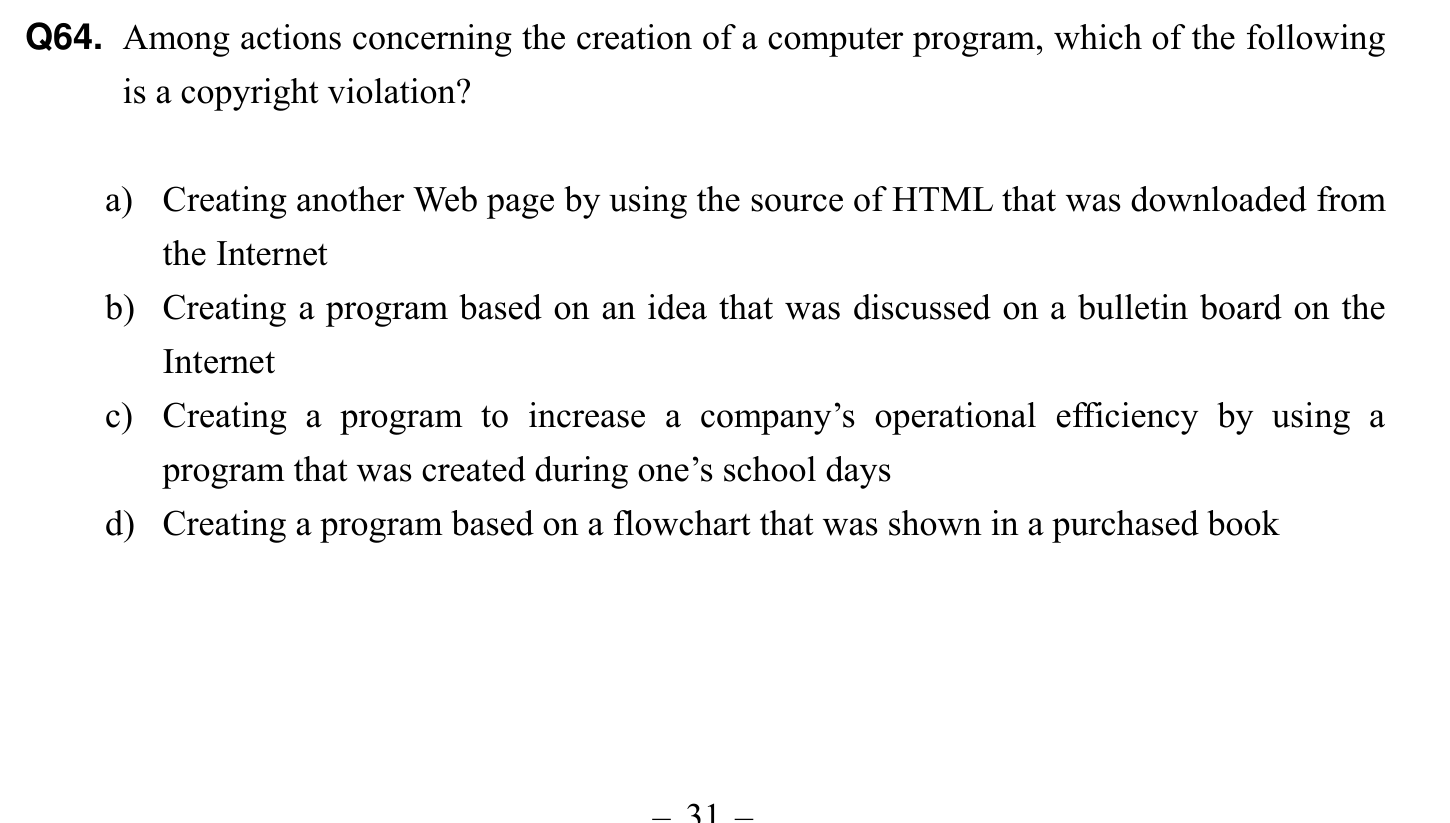 Q64. Among actions concerning the creation of a computer program, which of the following
is a copyright violation?
a) Creating another Web page by using the source of HTML that was downloaded from
the Internet
b) Creating a program based on an idea that was discussed on a bulletin board on the
Internet
c) Creating a program to increase a company’s operational efficiency by using a
program that was created during one’s school days
d) Creating a program based on a flowchart that was shown in a purchased book
– 31 –